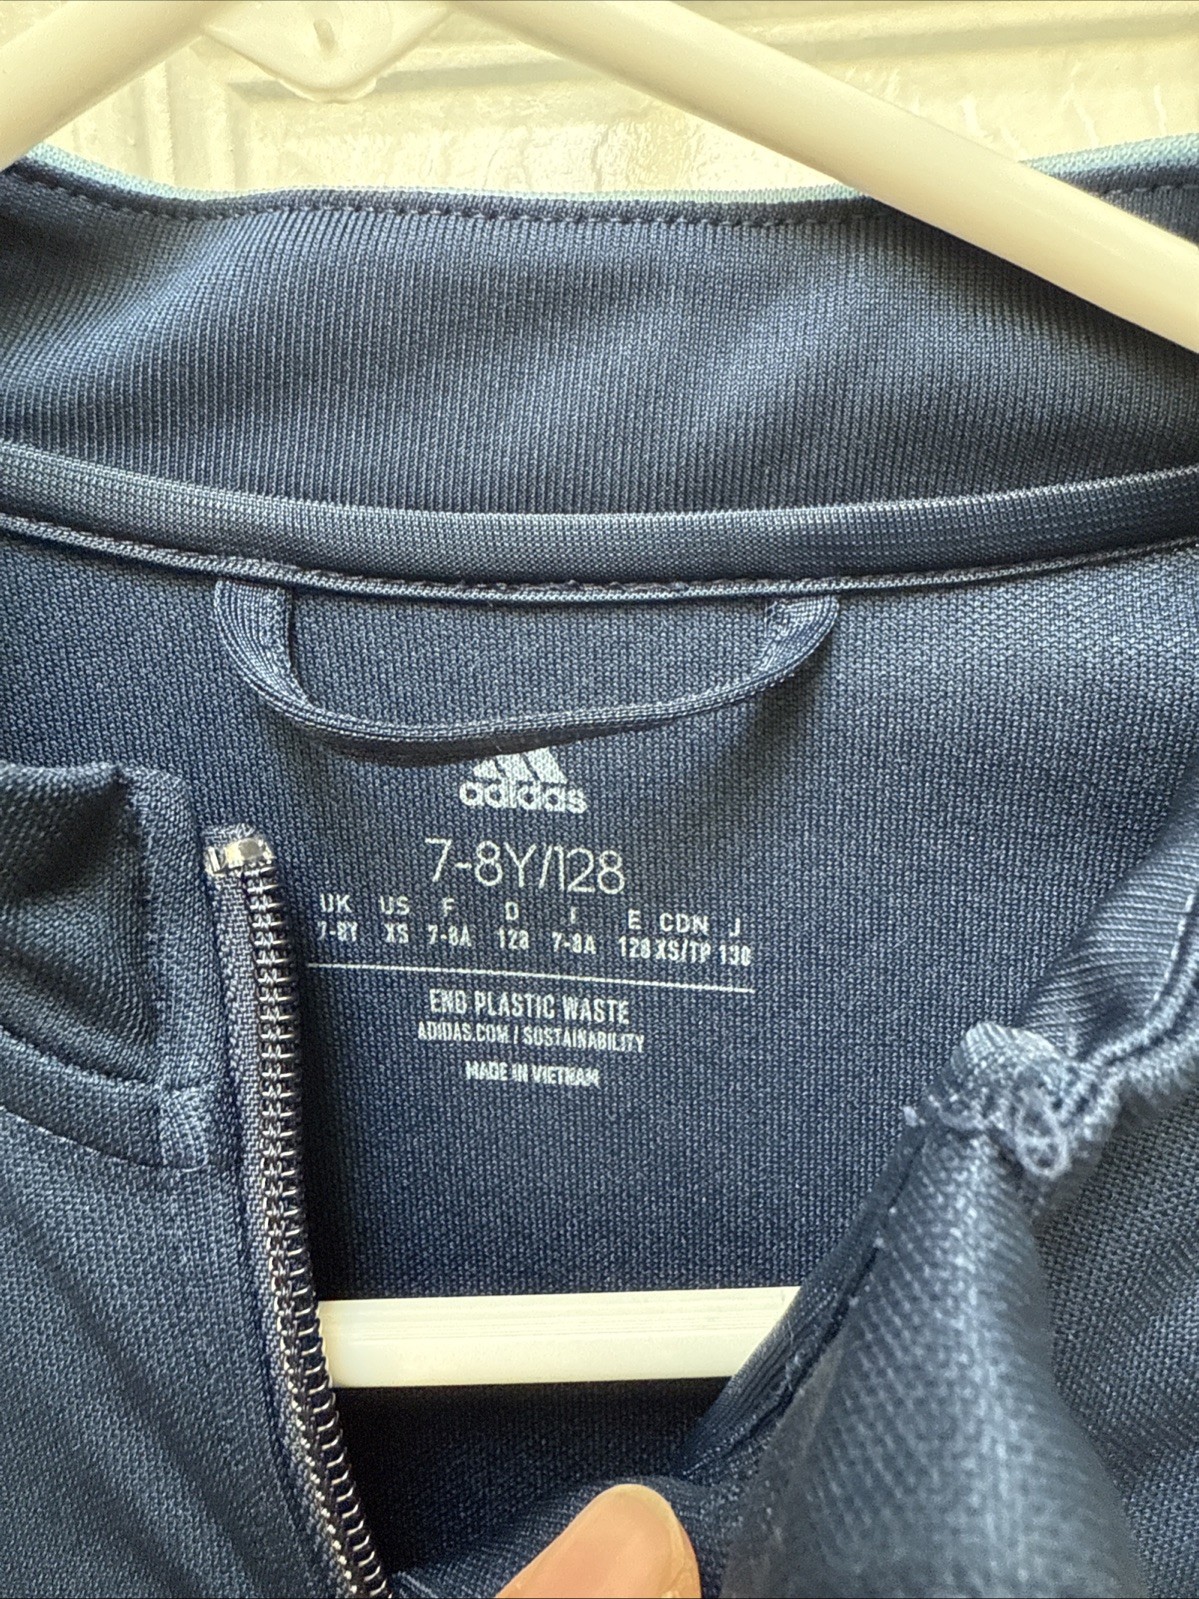 adidas
7-8Y/128
UK US F D I E CDN J
7-8Y XS 7-8A 128 7-8A 128 XS/TP 130
END PLASTIC WASTE
ADIDAS.COM / SUSTAINABILITY
MADE IN VIETNAM